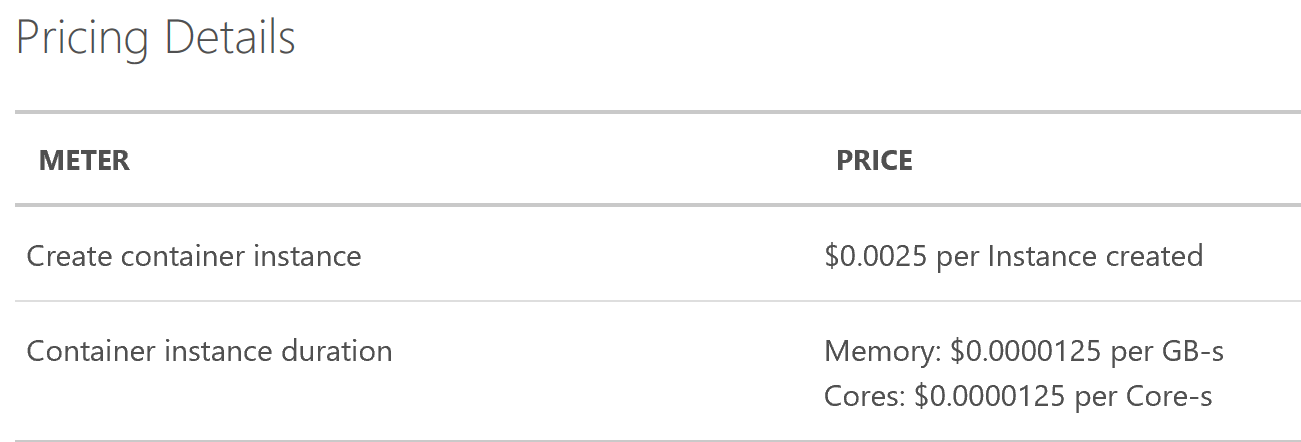 Pricing Details
METER PRICE
Create container instance $0.0025 per Instance created
Container instance duration Memory: $0.0000125 per GB-s
Cores: $0.0000125 per Core-s